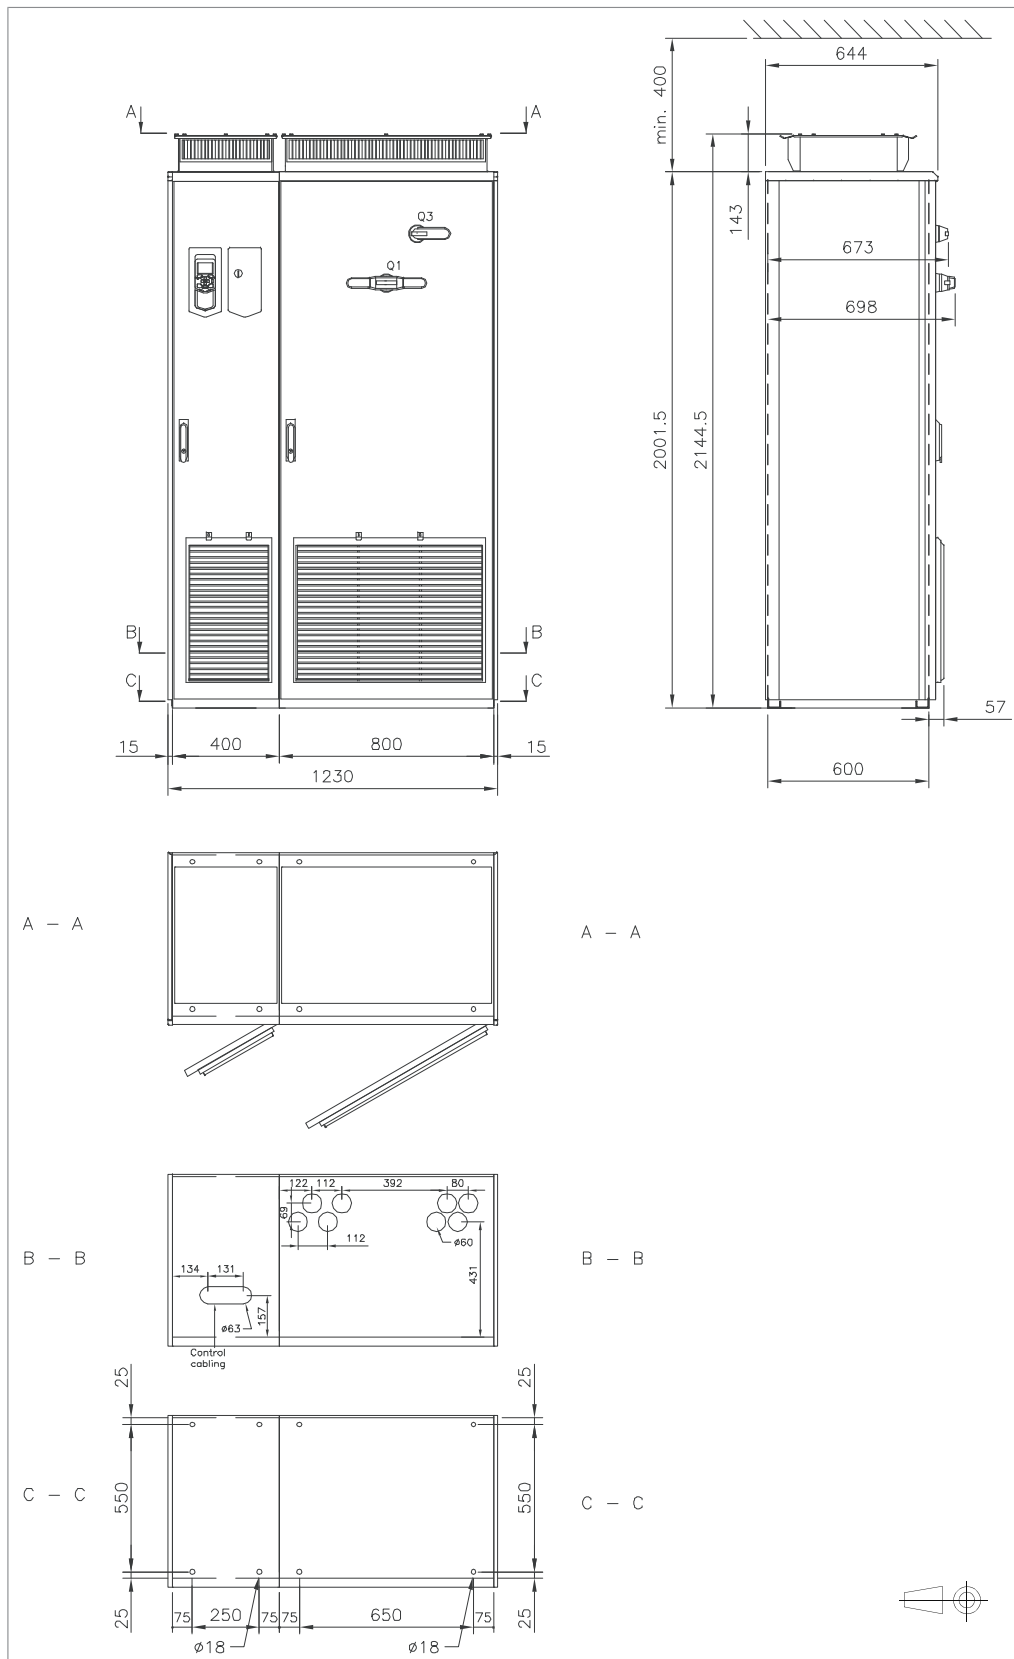 644
min. 400
A
A
143
Q3
673
Q1
698
2001.5
2144.5
B
B
C
C
57
15
400
800
15
600
1230
A – A
A – A
122
112
392
80
69
112
ø60
431
B – B
B – B
134
131
157
ø63
Control
cabling
25
25
550
550
C – C
C – C
25
25
75
250
75
75
650
75
ø18
ø18